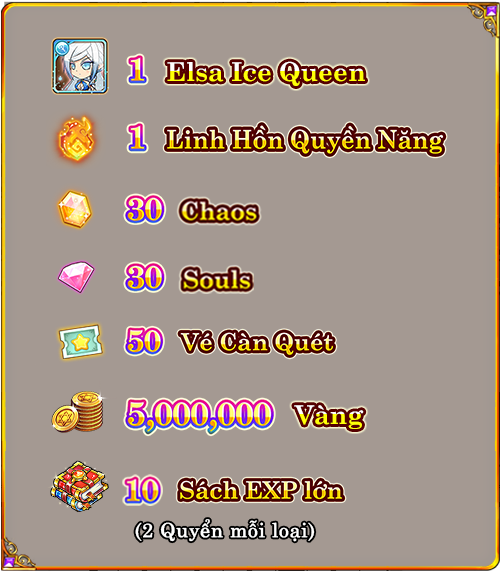 1 Elsa Ice Queen
1 Linh Hồn Quyền Năng
30 Chaos
30 Souls
50 Vé Càn Quét
5,000,000 Vàng
10 Sách EXP lớn
(2 Quyển mỗi loại)